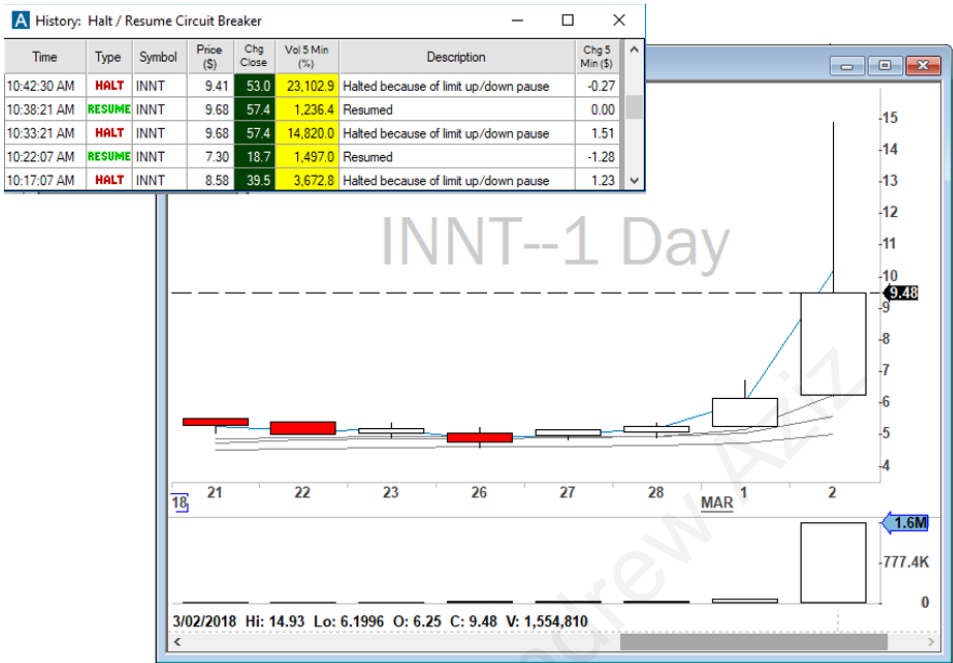 History: Halt / Resume Circuit Breaker
Time Type Symbol Price ($) Chg Close Vol 5 Min (%) Description Chg 5 Min ($)
10:42:30 AM HALT INNT 9.41 53.0 23,102.9 Halted because of limit up/down pause -0.27
10:38:21 AM RESUME INNT 9.68 57.4 1,236.4 Resumed 0.00
10:33:21 AM HALT INNT 9.68 57.4 14,820.0 Halted because of limit up/down pause 1.51
10:22:07 AM RESUME INNT 7.30 18.7 1,497.0 Resumed -1.28
10:17:07 AM HALT INNT 8.58 39.5 3,672.8 Halted because of limit up/down pause 1.23
INNT--1 Day
-15
-14
-13
-12
-11
-10
9.48
-9
-8
-7
-6
-5
-4
18 21 22 23 26 27 28 MAR 1 2
1.6M
-777.4K
0
3/02/2018 Hi: 14.93 Lo: 6.1996 O: 6.25 C: 9.48 V: 1,554,810
ndrew Aziz